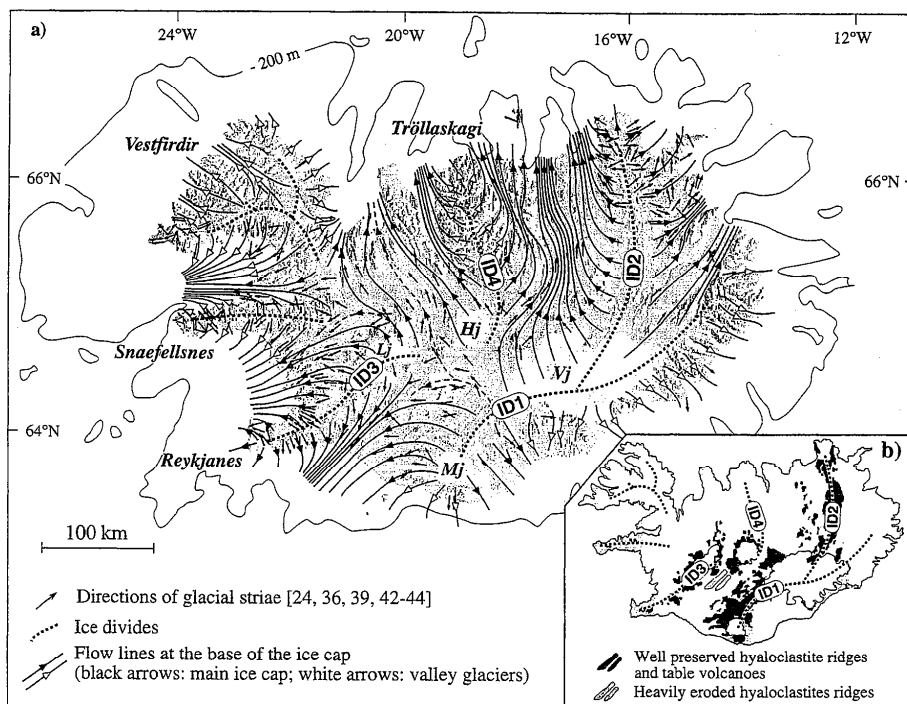 a)
24°W
20°W
16°W
12°W
- 200 m
Vestfirdir
Tröllaskagi
66°N
66°N
ID4
ID2
Hj
Lj
ID3
Snaefellsnes
Vj
ID1
64°N
Reykjanes
Mj
100 km
Directions of glacial striae [24, 36, 39, 42-44]
Ice divides
Flow lines at the base of the ice cap
(black arrows: main ice cap; white arrows: valley glaciers)
b)
ID2
ID4
ID3
ID1
Well preserved hyaloclastite ridges
and table volcanoes
Heavily eroded hyaloclastites ridges